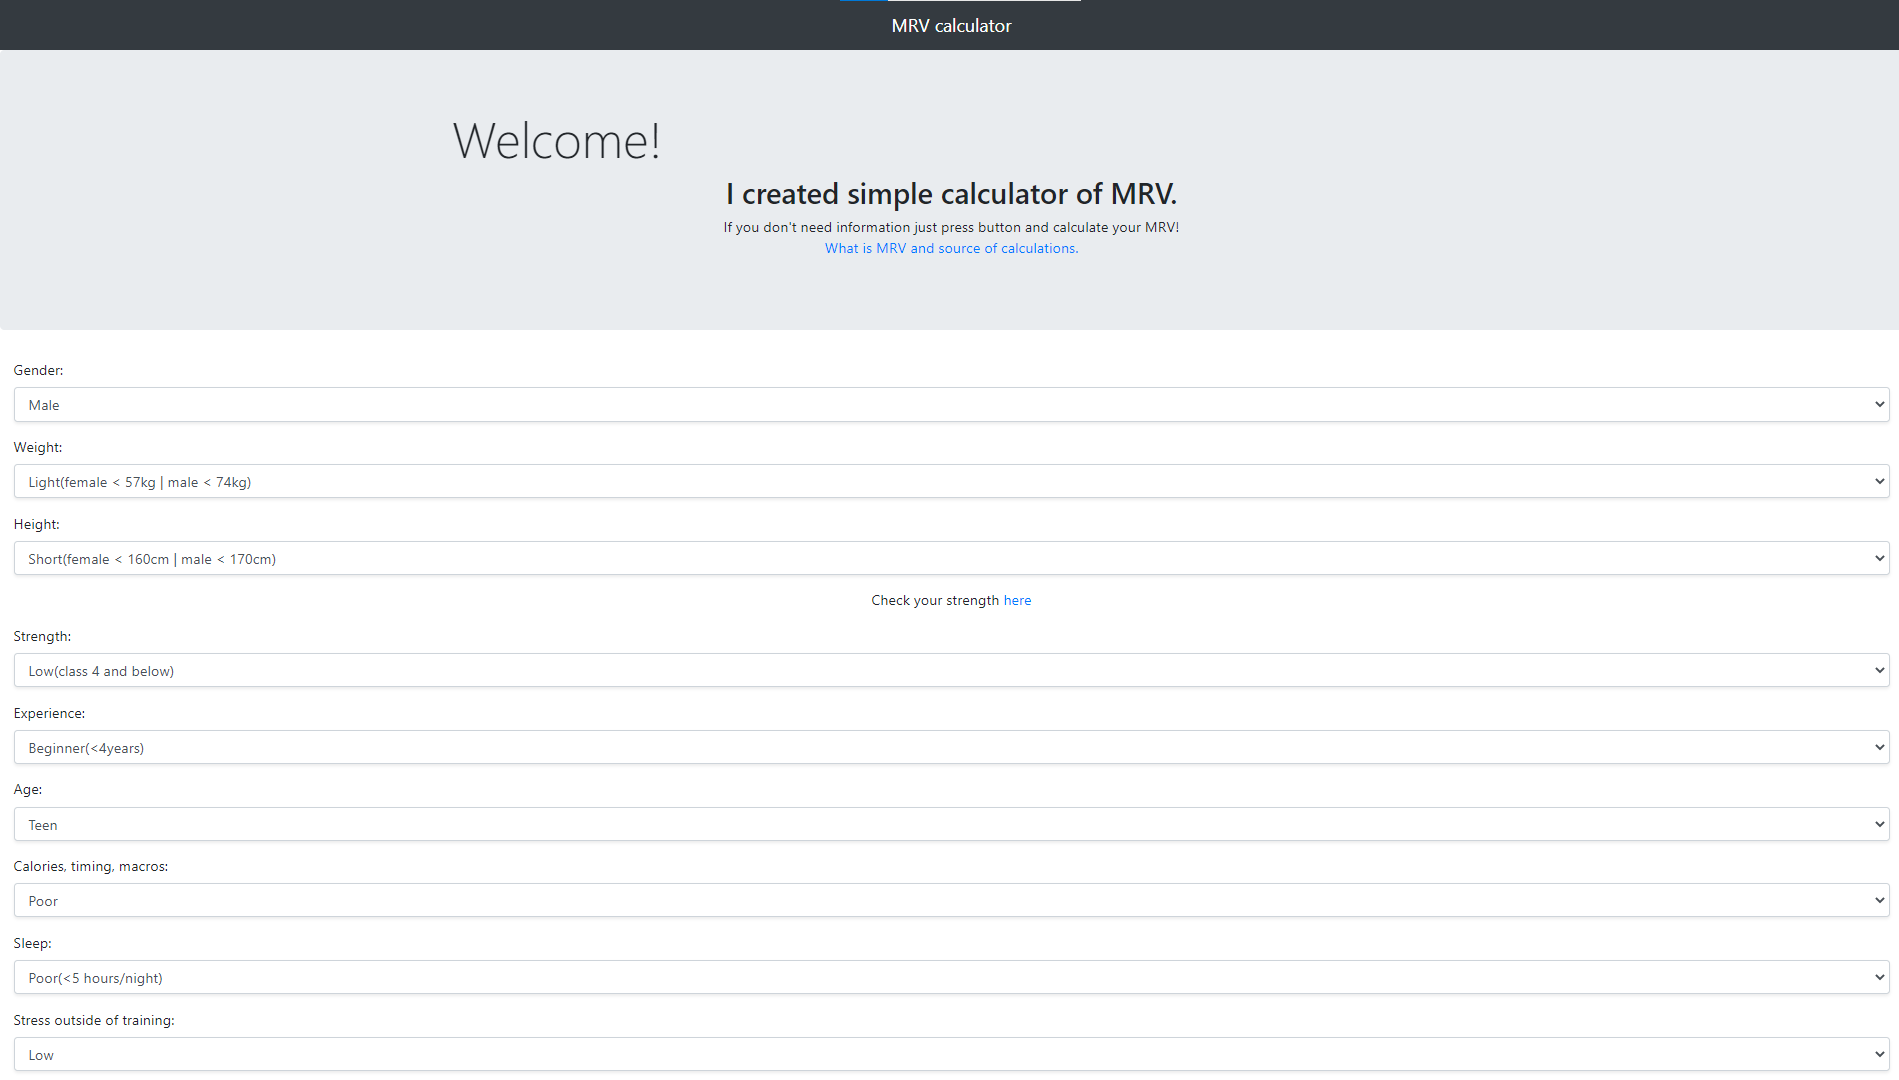 MRV calculator
Welcome!
I created simple calculator of MRV.
If you don't need information just press button and calculate your MRV!
What is MRV and source of calculations.
Gender:
Male
Weight:
Light(female < 57kg | male < 74kg)
Height:
Short(female < 160cm | male < 170cm)
Check your strength here
Strength:
Low(class 4 and below)
Experience:
Beginner(<4years)
Age:
Teen
Calories, timing, macros:
Poor
Sleep:
Poor(<5 hours/night)
Stress outside of training:
Low